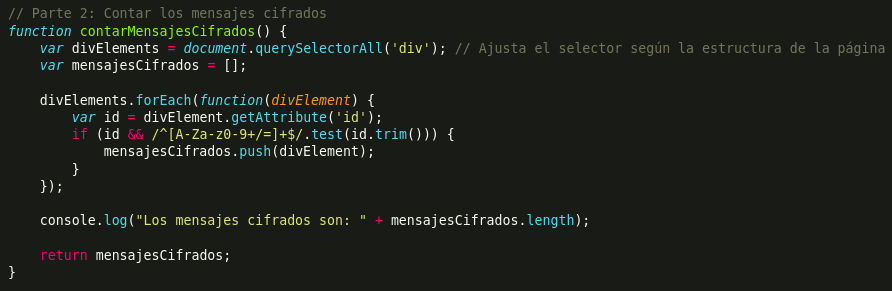 // Parte 2: Contar los mensajes cifrados
function contarMensajesCifrados() {
    var divElements = document.querySelectorAll('div'); // Ajusta el selector según la estructura de la página
    var mensajesCifrados = [];

    divElements.forEach(function(divElement) {
        var id = divElement.getAttribute('id');
        if (id && /^[A-Za-z0-9+/=]+$/.test(id.trim())) {
            mensajesCifrados.push(divElement);
        }
    });

    console.log("Los mensajes cifrados son: " + mensajesCifrados.length);

    return mensajesCifrados;
}